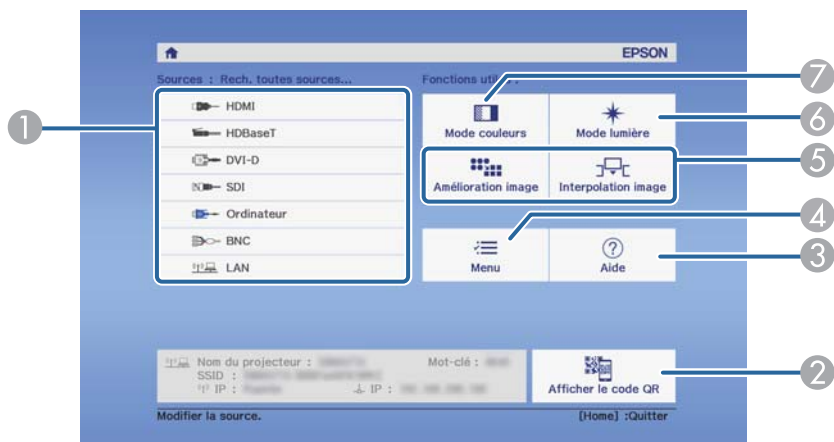 EPSON
Sources : Rech. toutes sources...
HDMI
HDBaseT
DVI-D
SDI
Ordinateur
BNC
LAN
Fonctions
Mode couleurs
Mode lumière
Amélioration image
Interpolation image
Menu
Aide
Nom du projecteur :
Mot-clé :
SSID :
IP :
IP :
Afficher le code QR
Modifier la source.
[Home] :Quitter
1
7
6
5
4
3
2